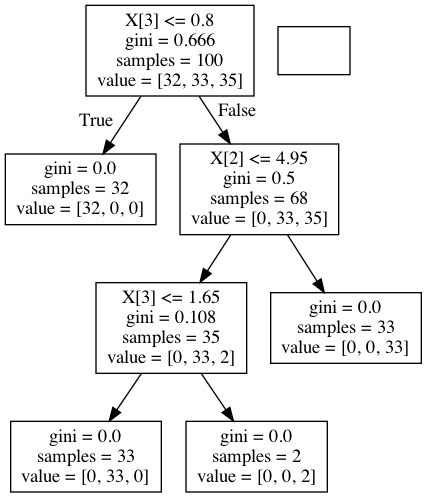 X[3] <= 0.8
gini = 0.666
samples = 100
value = [32, 33, 35]
True
False
gini = 0.0
samples = 32
value = [32, 0, 0]
X[2] <= 4.95
gini = 0.5
samples = 68
value = [0, 33, 35]
X[3] <= 1.65
gini = 0.108
samples = 35
value = [0, 33, 2]
gini = 0.0
samples = 33
value = [0, 0, 33]
gini = 0.0
samples = 33
value = [0, 33, 0]
gini = 0.0
samples = 2
value = [0, 0, 2]